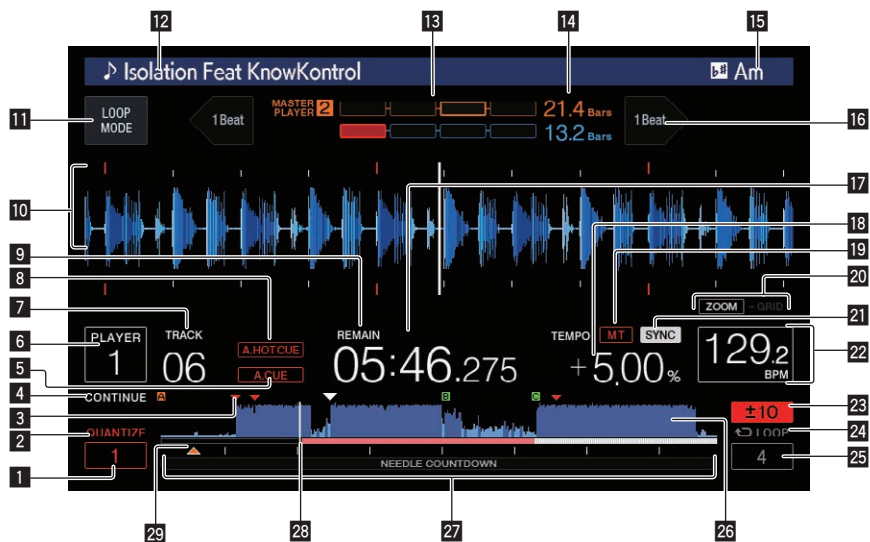 12 13 14 15
♪ Isolation Feat KnowKontrol ♭# Am
11 LOOP MODE 1Beat MASTER PLAYER 2 21.4 Bars 1Beat 16
13.2 Bars
17
10 18
9 19
8 20
7 ZOOM - GRID 21
6 PLAYER 1 TRACK 06 A.HOTCUE REMAIN 05:46.275 TEMPO MT SYNC +5.00% 129.2 BPM 22
5 A.CUE
4 CONTINUE A B C ±10 23
3
2 QUANTIZE LOOP 24
1 1 NEEDLE COUNTDOWN 4 25
29 28 27 26